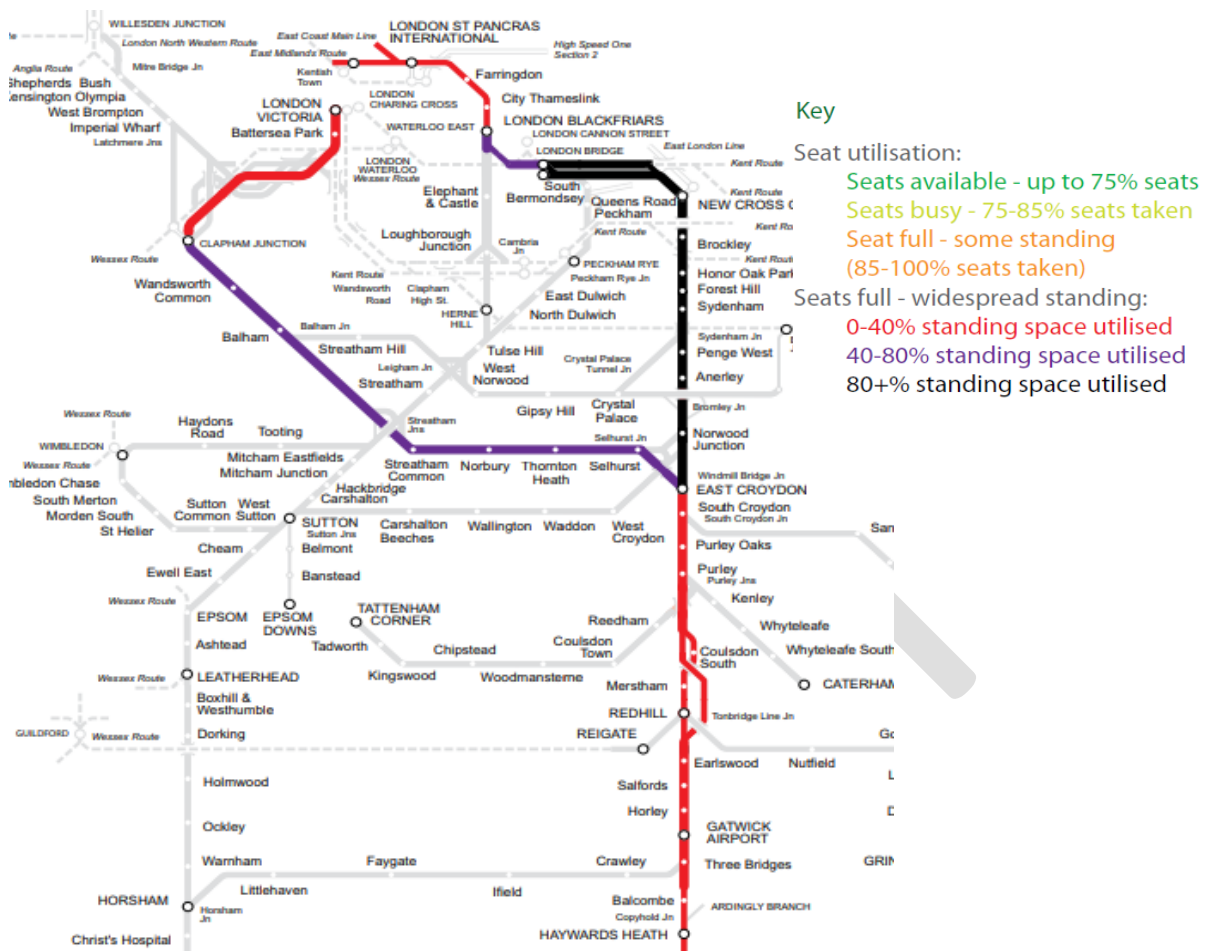 WILLESDEN JUNCTION
London North Western Route
Anglia Route
Mitre Bridge Jn
Shepherds Bush
Kensington Olympia
West Brompton
Imperial Wharf
Latchmere Jns
East Coast Main Line
East Midlands Route
Kentish
Town
LONDON ST PANCRAS
INTERNATIONAL
High Speed One
Section 2
Farringdon
City Thameslink
LONDON
VICTORIA
Battersea Park
LONDON
CHARING CROSS
WATERLOO EAST
LONDON BLACKFRIARS
LONDON CANNON STREET
LONDON BRIDGE
East London Line
Kent Route
LONDON
WATERLOO
Wessex Route
Elephant
& Castle
South
Bermondsey
Queens Road
Peckham
Kent Route
Kent Route
NEW CROSS G
Kent Ro
CLAPHAM JUNCTION
Wessex Route
Loughborough
Junction
Cambria
Jn
Brockley
Kent Route
Wandsworth
Common
Kent Route
Wandsworth
Road
Clapham
High St.
PECKHAM RYE
Peckham Rye Jn
Honor Oak Park
Forest Hill
Sydenham
HERNE
HILL
East Dulwich
North Dulwich
Balham
Balham Jn
Streatham Hill
Leigham Jn
Streatham
Tulse Hill
West
Norwood
Crystal Palace
Tunnel Jn
Sydenham Jn
Penge West
Anerley
Gipsy Hill
Crystal
Palace
Bromley Jn
Wessex Route
Haydons
Road
Tooting
Streatham
Jns
Selhurst Jn
Norwood
Junction
WIMBLEDON
Wessex Route
Mitcham Eastfields
Mitcham Junction
Streatham
Common
Norbury
Thornton
Heath
Selhurst
Windmill Bridge Jn
EAST CROYDON
mbledon Chase
South Merton
Morden South
St Helier
Sutton
Common
West
Sutton
Hackbridge
Carshalton
SUTTON
Sutton Jns
Carshalton
Beeches
Wallington
Waddon
West
Croydon
South Croydon
South Croydon Jn
San
Cheam
Belmont
Purley Oaks
Ewell East
Banstead
Purley
Purley Jns
Kenley
Wessex Route
EPSOM
EPSOM
DOWNS
TATTENHAM
CORNER
Reedham
Whyteleafe
Ashtead
Tadworth
Chipstead
Coulsdon
Town
Coulsdon
South
Whyteleafe South
Wessex Route
LEATHERHEAD
Kingswood
Woodmansterne
Merstham
CATERHAM
Boxhill &
Westhumble
REDHILL
Tonbridge Line Jn
GUILDFORD
Wessex Route
Dorking
REIGATE
Go
Earlswood
Nutfield
Holmwood
Salfords
Horley
Ockley
GATWICK
AIRPORT
Warnham
Faygate
Crawley
Three Bridges
GRIN
Littlehaven
Ifield
HORSHAM
Horsham
Jn
Balcombe
Copyhold Jn
ARDINGLY BRANCH
Christ's Hospital
HAYWARDS HEATH
Key
Seat utilisation:
Seats available - up to 75% seats
Seats busy - 75-85% seats taken
Seat full - some standing
(85-100% seats taken)
Seats full - widespread standing:
0-40% standing space utilised
40-80% standing space utilised
80+% standing space utilised